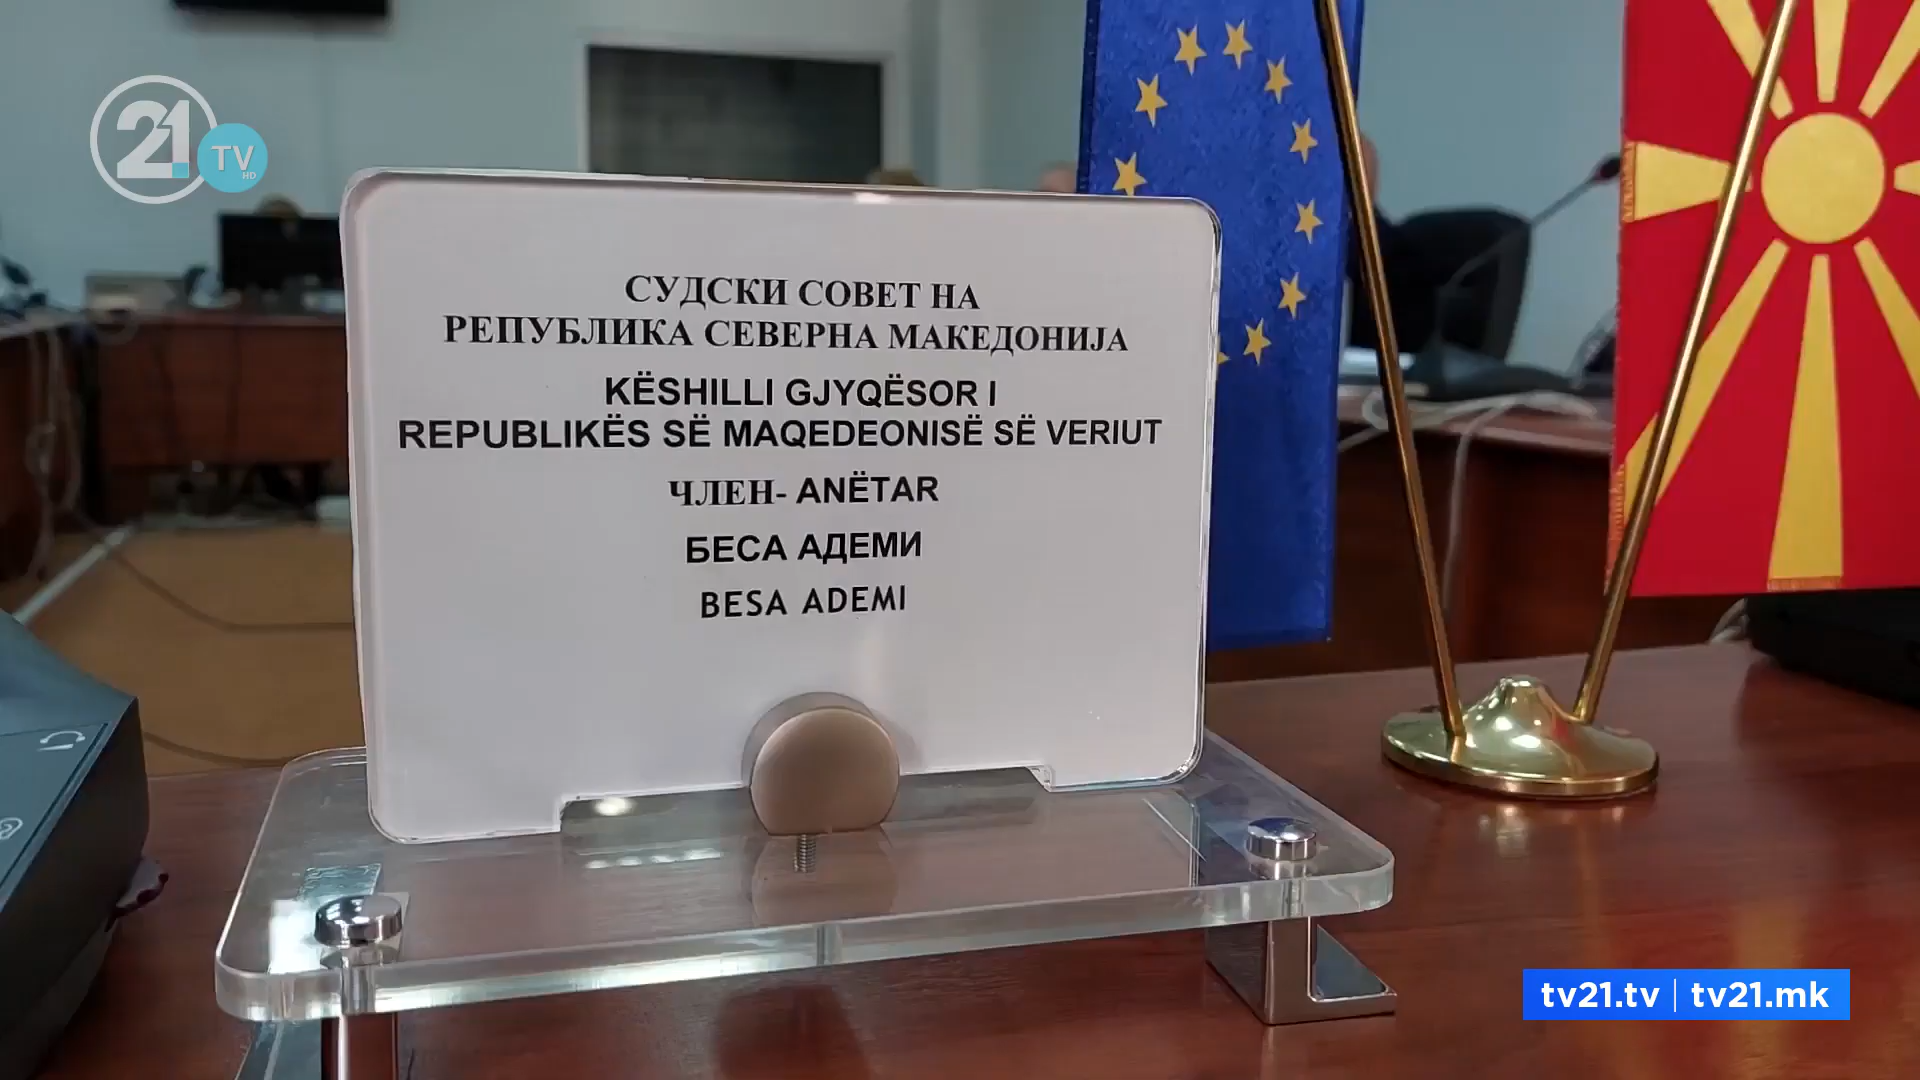 21 TV HD
СУДСКИ СОВЕТ НА
РЕПУБЛИКА СЕВЕРНА МАКЕДОНИЈА
KËSHILLI GJYQËSOR I
REPUBLIKËS SË MAQEDEONISË SË VERIUT
ЧЛЕН- ANËTAR
БЕСА АДЕМИ
BESA ADEMI
tv21.tv | tv21.mk